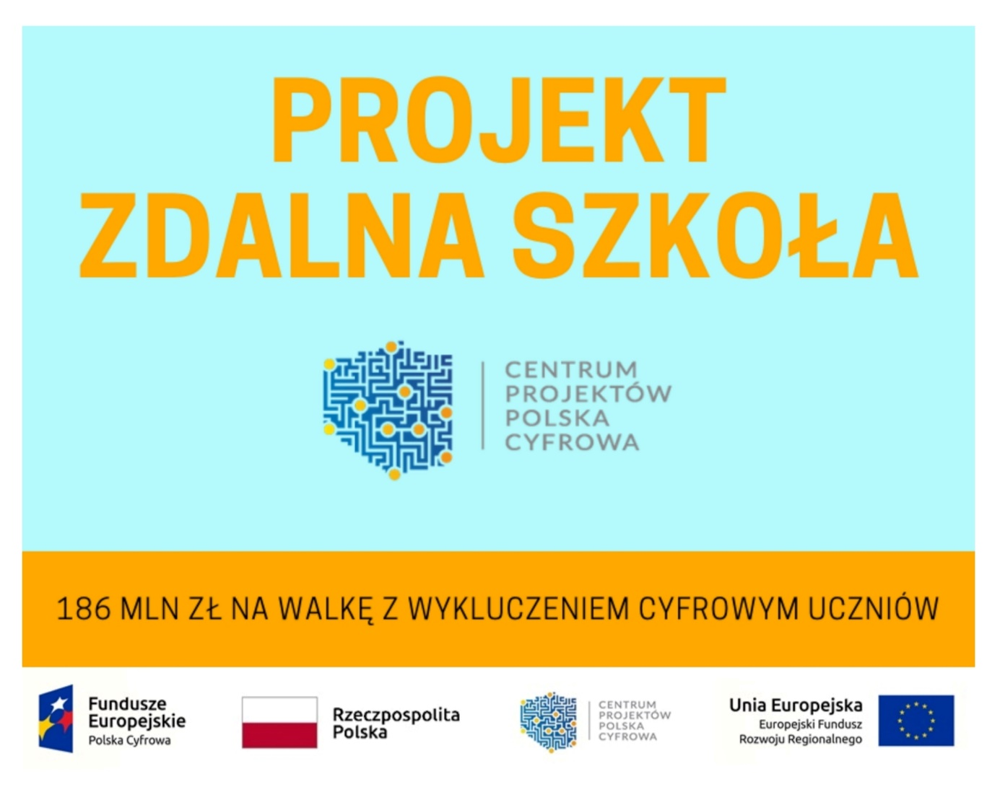 PROJEKT
ZDALNA SZKOŁA
CENTRUM
PROJEKTÓW
POLSKA
CYFROWA
186 MLN ZŁ NA WALKĘ Z WYKLUCZENIEM CYFROWYM UCZNIÓW
Fundusze
Europejskie
Polska Cyfrowa
Rzeczpospolita
Polska
CENTRUM
PROJEKTÓW
POLSKA
CYFROWA
Unia Europejska
Europejski Fundusz
Rozwoju Regionalnego